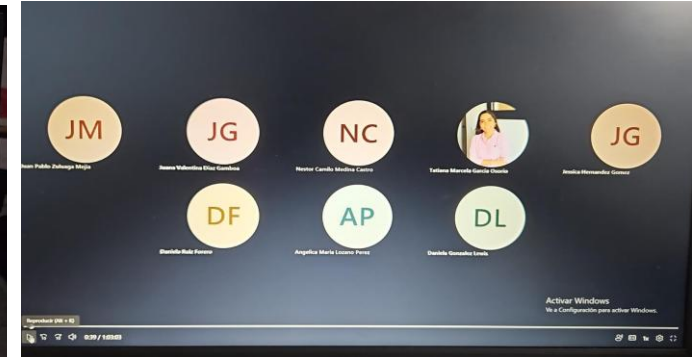 JM
JG
NC
JG
Juan Pablo Zuluaga Mejia
Juana Valentina Diaz Gamboa
Nestor Camilo Medina Castro
Tatiana Marcela Garcia Osorio
Jessica Hernandez Gomez
DF
AP
DL
Daniela Ruiz Forero
Angelica Maria Lozano Perez
Daniela Gonzalez Lewis
Activar Windows
Ve a Configuración para activar Windows.
Reproducir (Alt + K)
0:39 / 1:03:03
1x